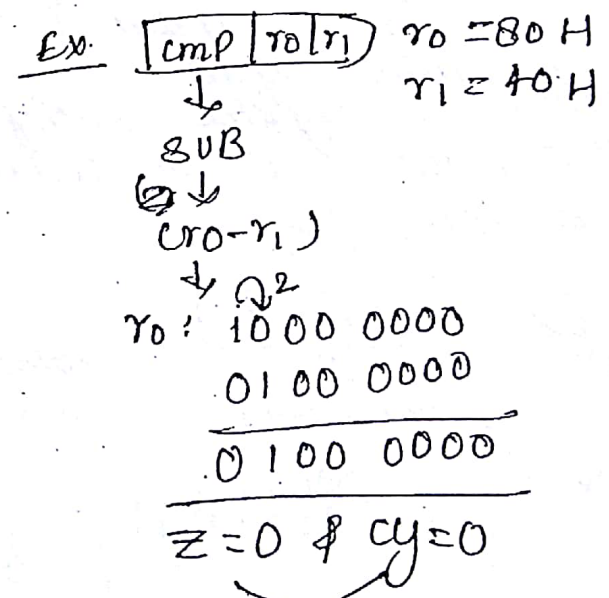 Ex. cmp r0 r1 r0 = 80 H
r1 = 40 H
↓
SUB
↓
(r0-r1)
↓ 2
r0: 1000 0000
0100 0000
0100 0000
Z=0 & cy=0